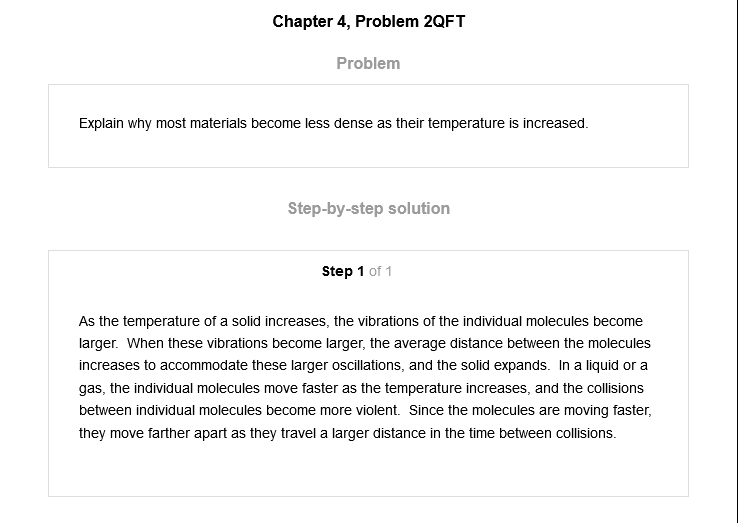 Chapter 4, Problem 2QFT
Problem
Explain why most materials become less dense as their temperature is increased.
Step-by-step solution
Step 1 of 1
As the temperature of a solid increases, the vibrations of the individual molecules become
larger.  When these vibrations become larger, the average distance between the molecules
increases to accommodate these larger oscillations, and the solid expands.  In a liquid or a
gas, the individual molecules move faster as the temperature increases, and the collisions
between individual molecules become more violent.  Since the molecules are moving faster,
they move farther apart as they travel a larger distance in the time between collisions.